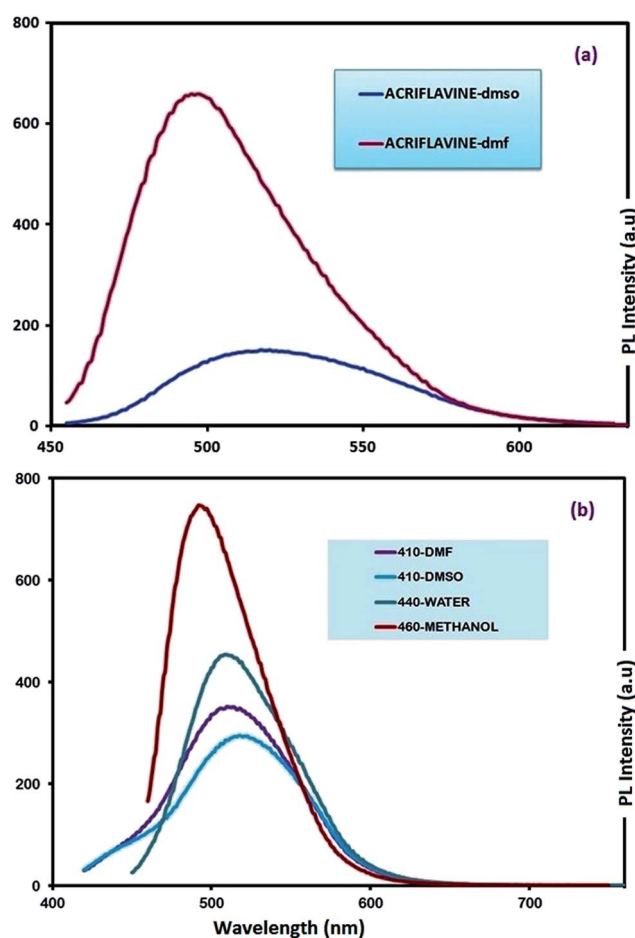 800
(a)
ACRIFLAVINE-dmso
600
ACRIFLAVINE-dmf
400
200
0
450
500
550
600
PL Intensity (a.u)
800
(b)
410-DMF
410-DMSO
600
440-WATER
460-METHANOL
400
200
0
400
500
600
700
PL Intensity (a.u)
Wavelength (nm)